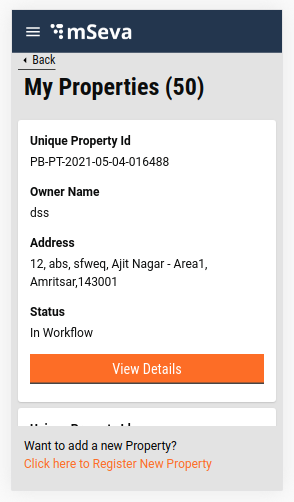 mSeva
Back
My Properties (50)
Unique Property Id
PB-PT-2021-05-04-016488
Owner Name
dss
Address
12, abs, sfweq, Ajit Nagar - Area1,
Amritsar,143001
Status
In Workflow
View Details
Want to add a new Property?
Click here to Register New Property